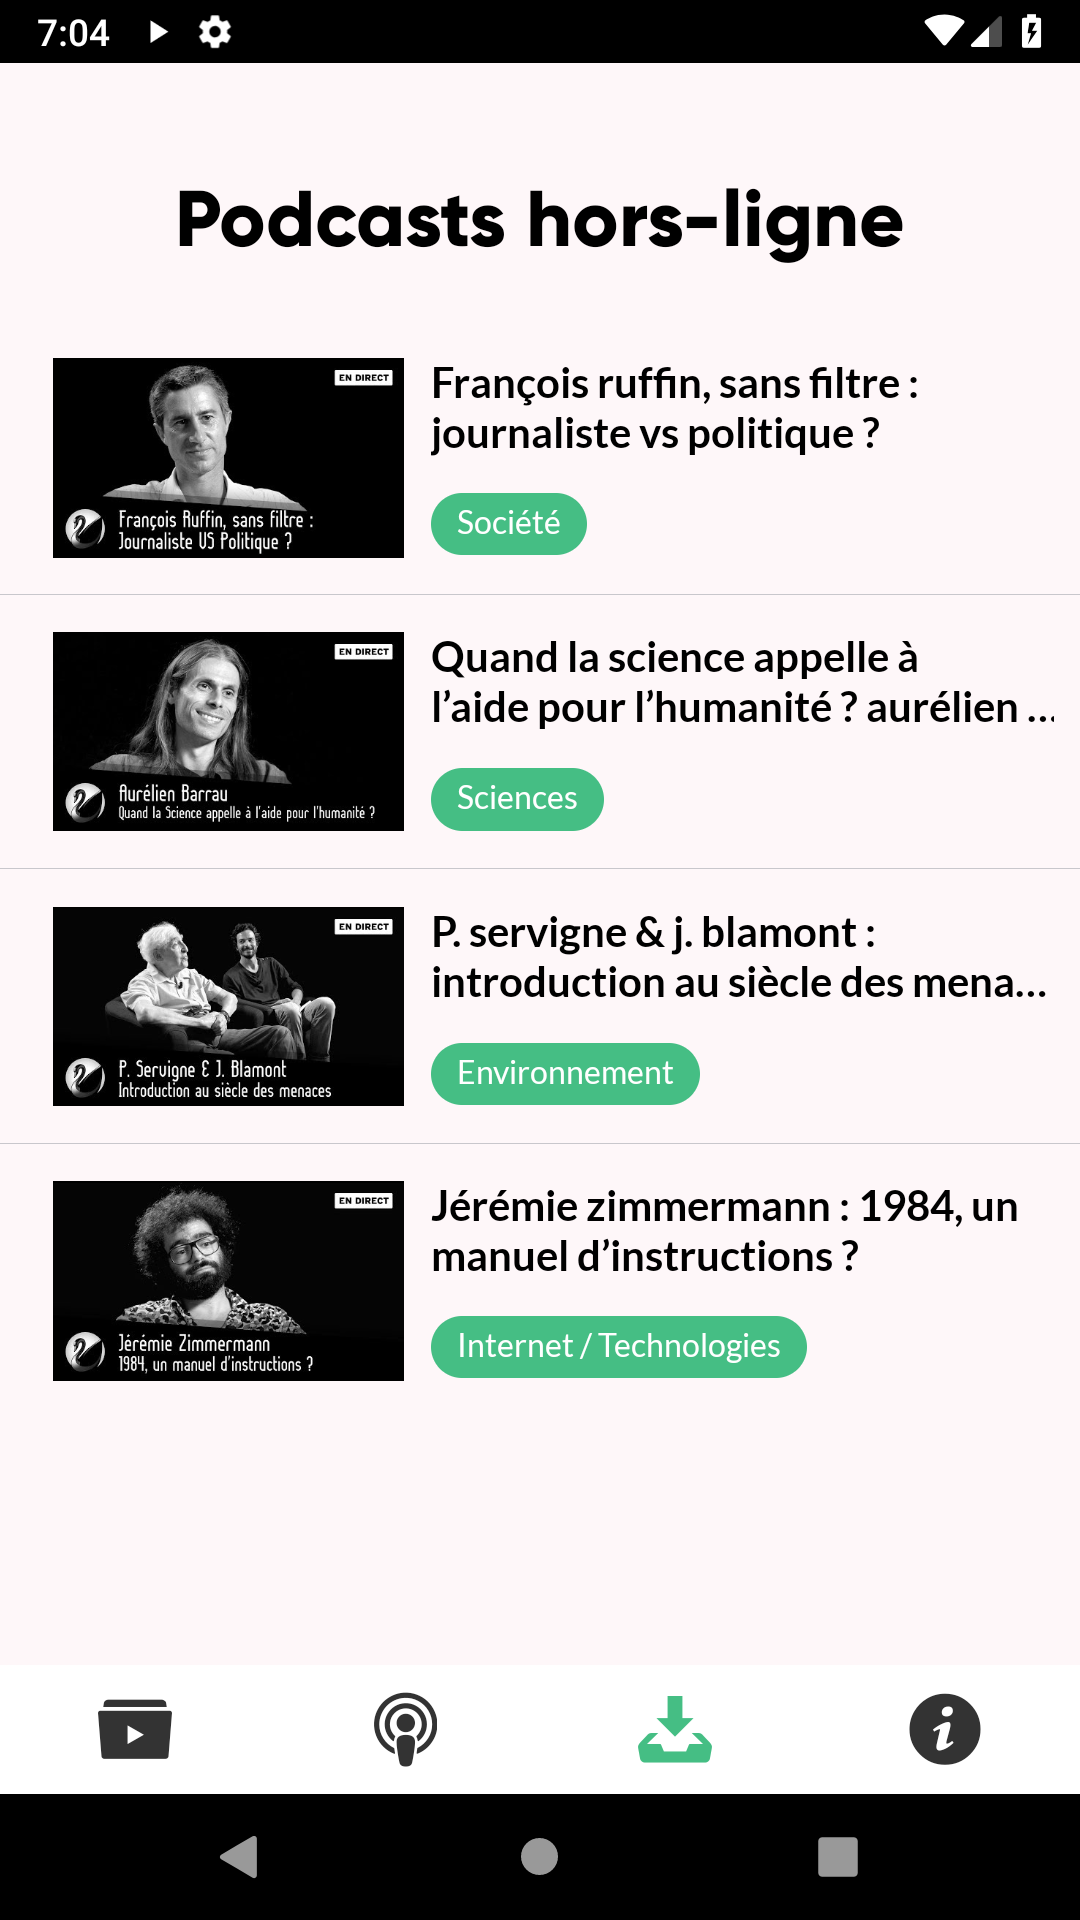 7:04
Podcasts hors-ligne
EN DIRECT
François Ruffin, sans filtre :
Journaliste VS Politique ?
François ruffin, sans filtre :
journaliste vs politique ?
Société
EN DIRECT
Aurélien Barrau
Quand la Science appelle à l'aide pour l'humanité ?
Quand la science appelle à
l’aide pour l’humanité ? aurélien ...
Sciences
EN DIRECT
P. Servigne & J. Blamont
Introduction au siècle des menaces
P. servigne & j. blamont :
introduction au siècle des mena...
Environnement
EN DIRECT
Jérémie Zimmermann
1984, un manuel d'instructions ?
Jérémie zimmermann : 1984, un
manuel d’instructions ?
Internet / Technologies